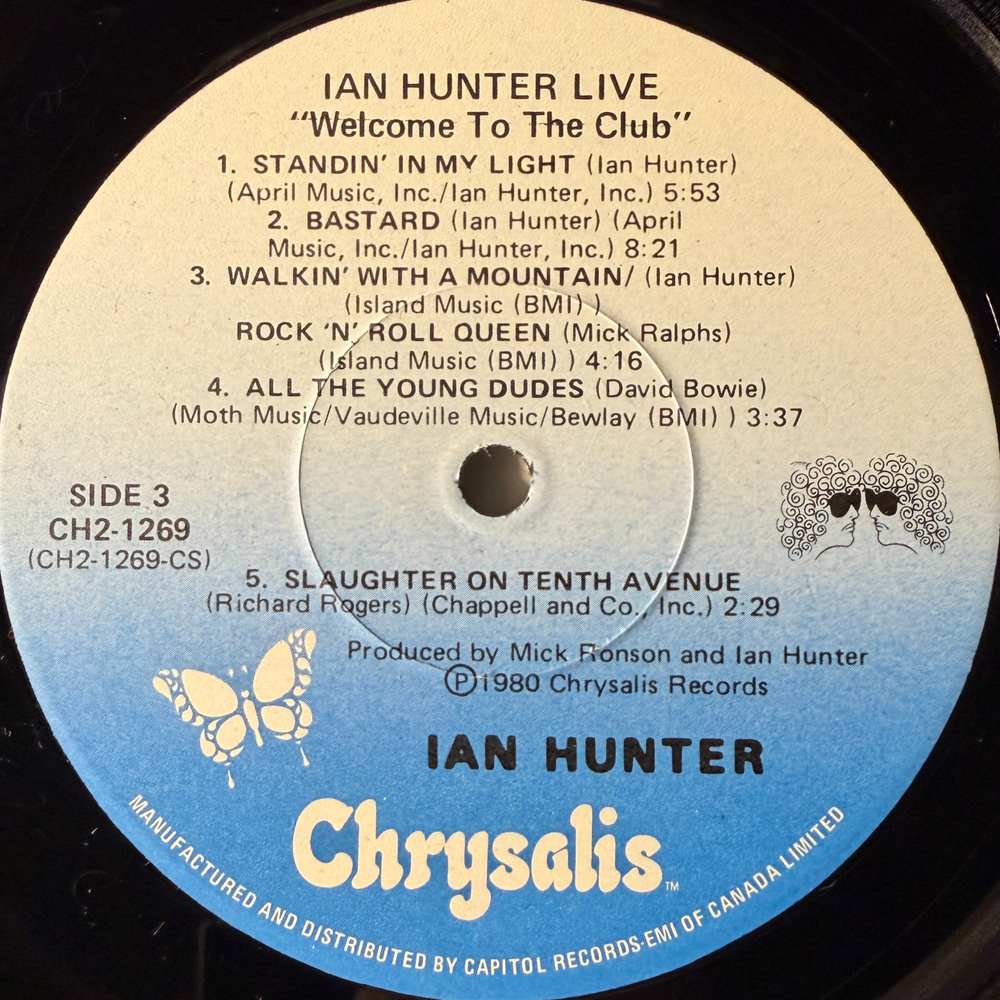 IAN HUNTER LIVE
"Welcome To The Club"
1. STANDIN' IN MY LIGHT (Ian Hunter)
(April Music, Inc./Ian Hunter, Inc.) 5:53
2. BASTARD (Ian Hunter) (April
Music, Inc./Ian Hunter, Inc.) 8:21
3. WALKIN' WITH A MOUNTAIN/ (Ian Hunter)
(Island Music (BMI) )
ROCK 'N' ROLL QUEEN (Mick Ralphs)
(Island Music (BMI) ) 4:16
4. ALL THE YOUNG DUDES (David Bowie)
(Moth Music/Vaudeville Music/Bewlay (BMI) ) 3:37
SIDE 3
CH2-1269
(CH2-1269-CS)
5. SLAUGHTER ON TENTH AVENUE
(Richard Rogers) (Chappell and Co., Inc.) 2:29
Produced by Mick Ronson and Ian Hunter
Ⓟ1980 Chrysalis Records
IAN HUNTER
Chrysalis™
MANUFACTURED AND DISTRIBUTED BY CAPITOL RECORDS-EMI OF CANADA LIMITED